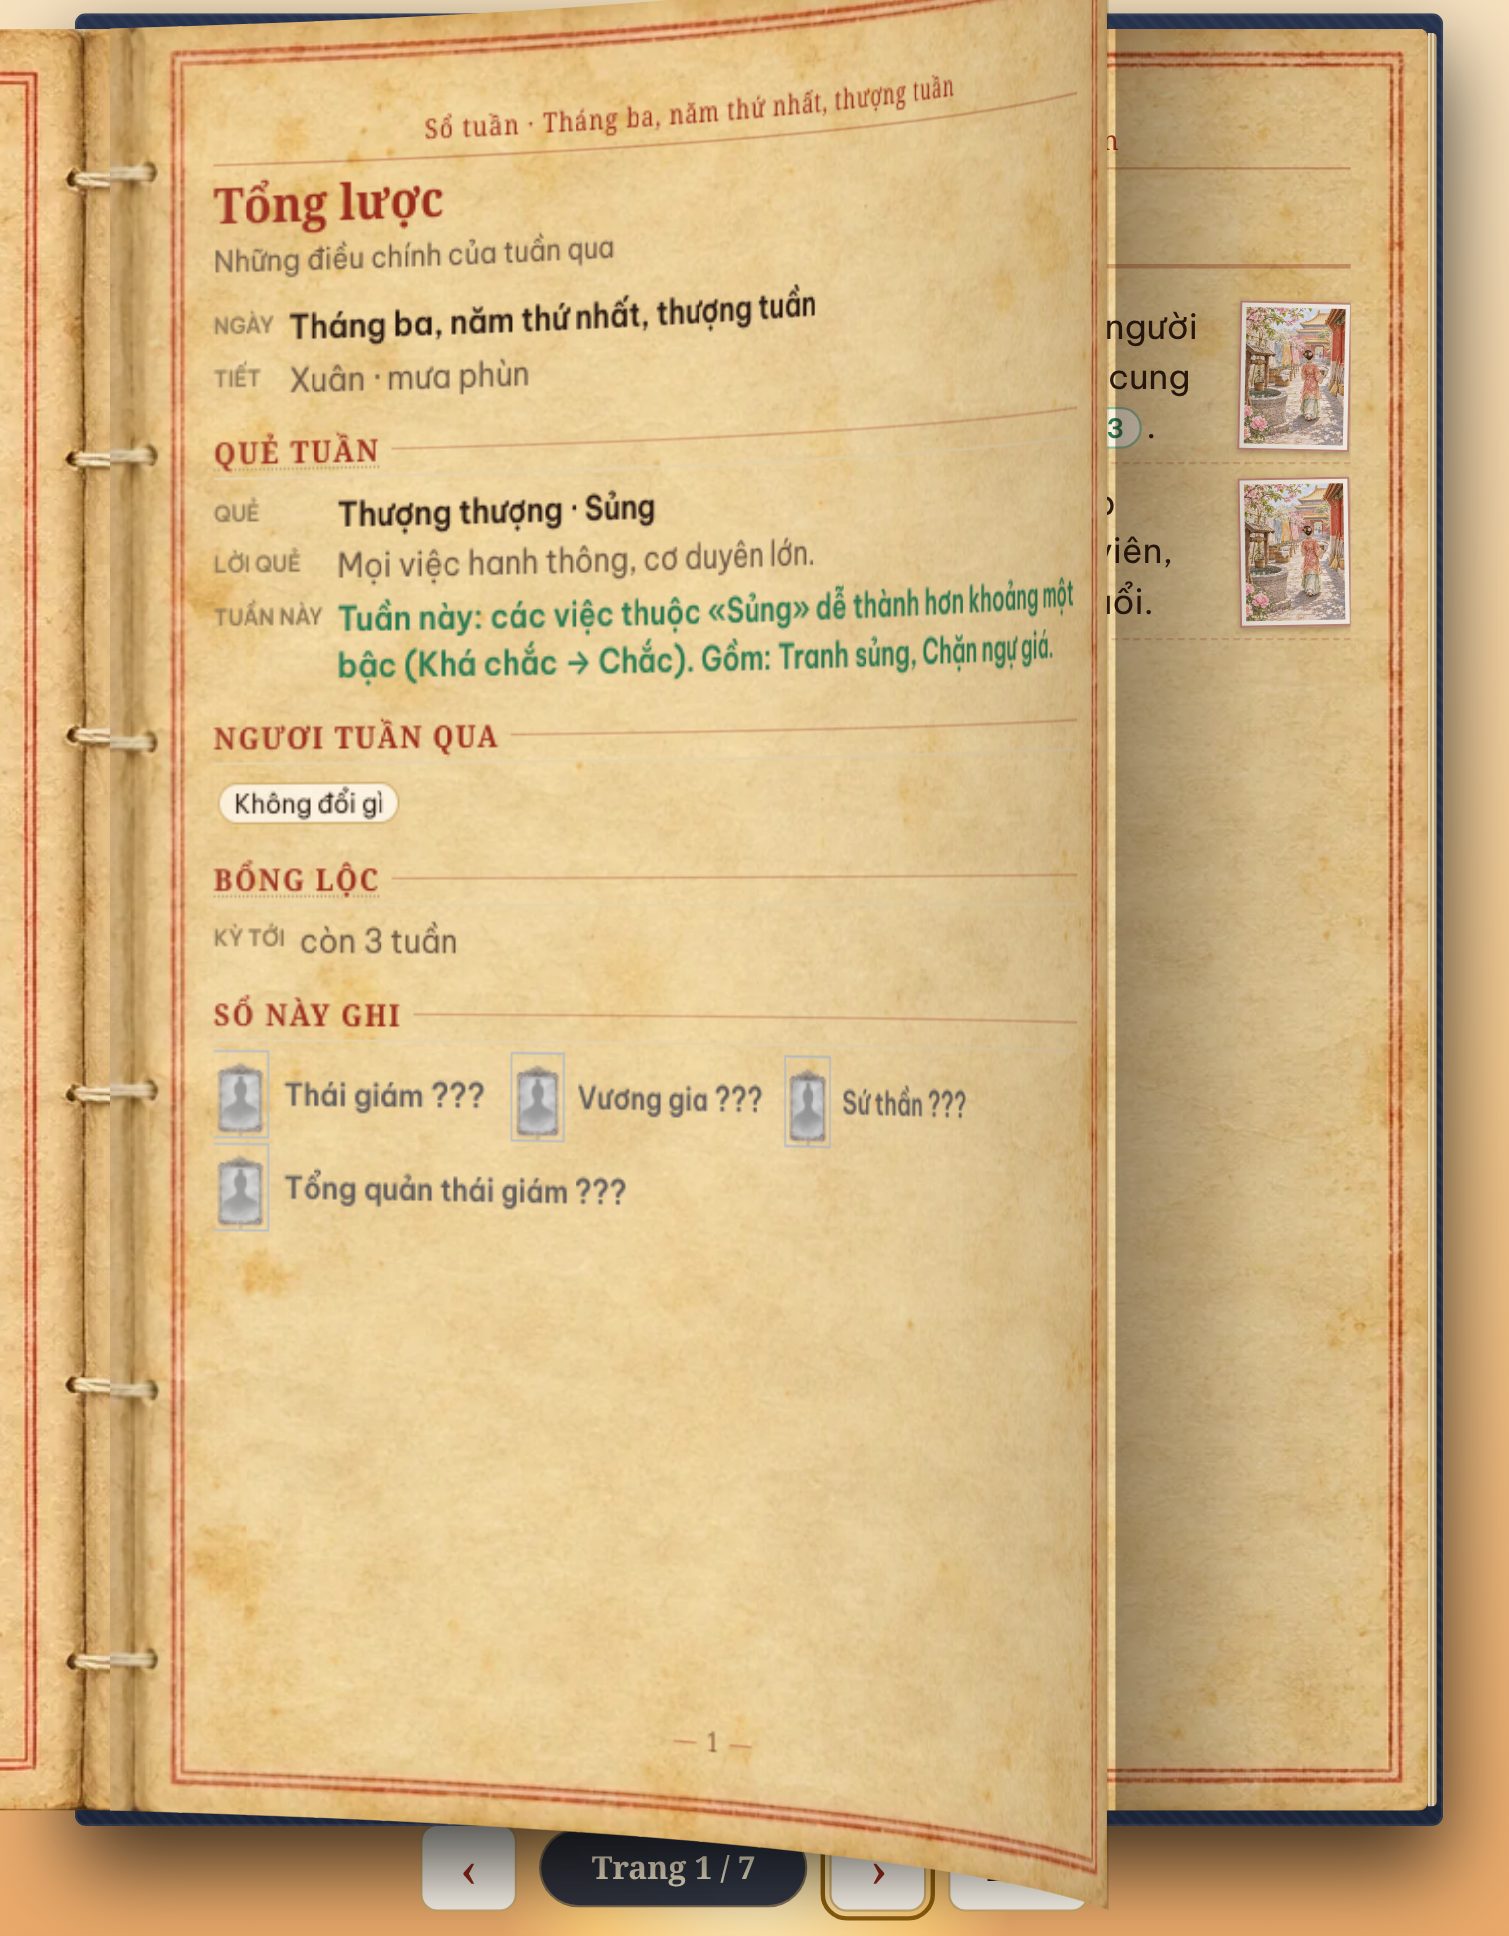 Sổ tuần · Tháng ba, năm thứ nhất, thượng tuần
Tổng lược
Những điều chính của tuần qua
NGÀY Tháng ba, năm thứ nhất, thượng tuần
TIẾT Xuân · mưa phùn
QUẺ TUẦN
QUẺ Thượng thượng · Sủng
LỜI QUẺ Mọi việc hanh thông, cơ duyên lớn.
TUẦN NÀY Tuần này: các việc thuộc «Sủng» dễ thành hơn khoảng một
bậc (Khá chắc → Chắc). Gồm: Tranh sủng, Chặn ngự giá.
NGƯƠI TUẦN QUA
Không đổi gì
BỔNG LỘC
KỲ TỚI còn 3 tuần
SỔ NÀY GHI
Thái giám ??? Vương gia ??? Sứ thần ???
Tổng quản thái giám ???
— 1 —
người
cung
3 .
viên,
uổi.
‹ Trang 1 / 7 ›